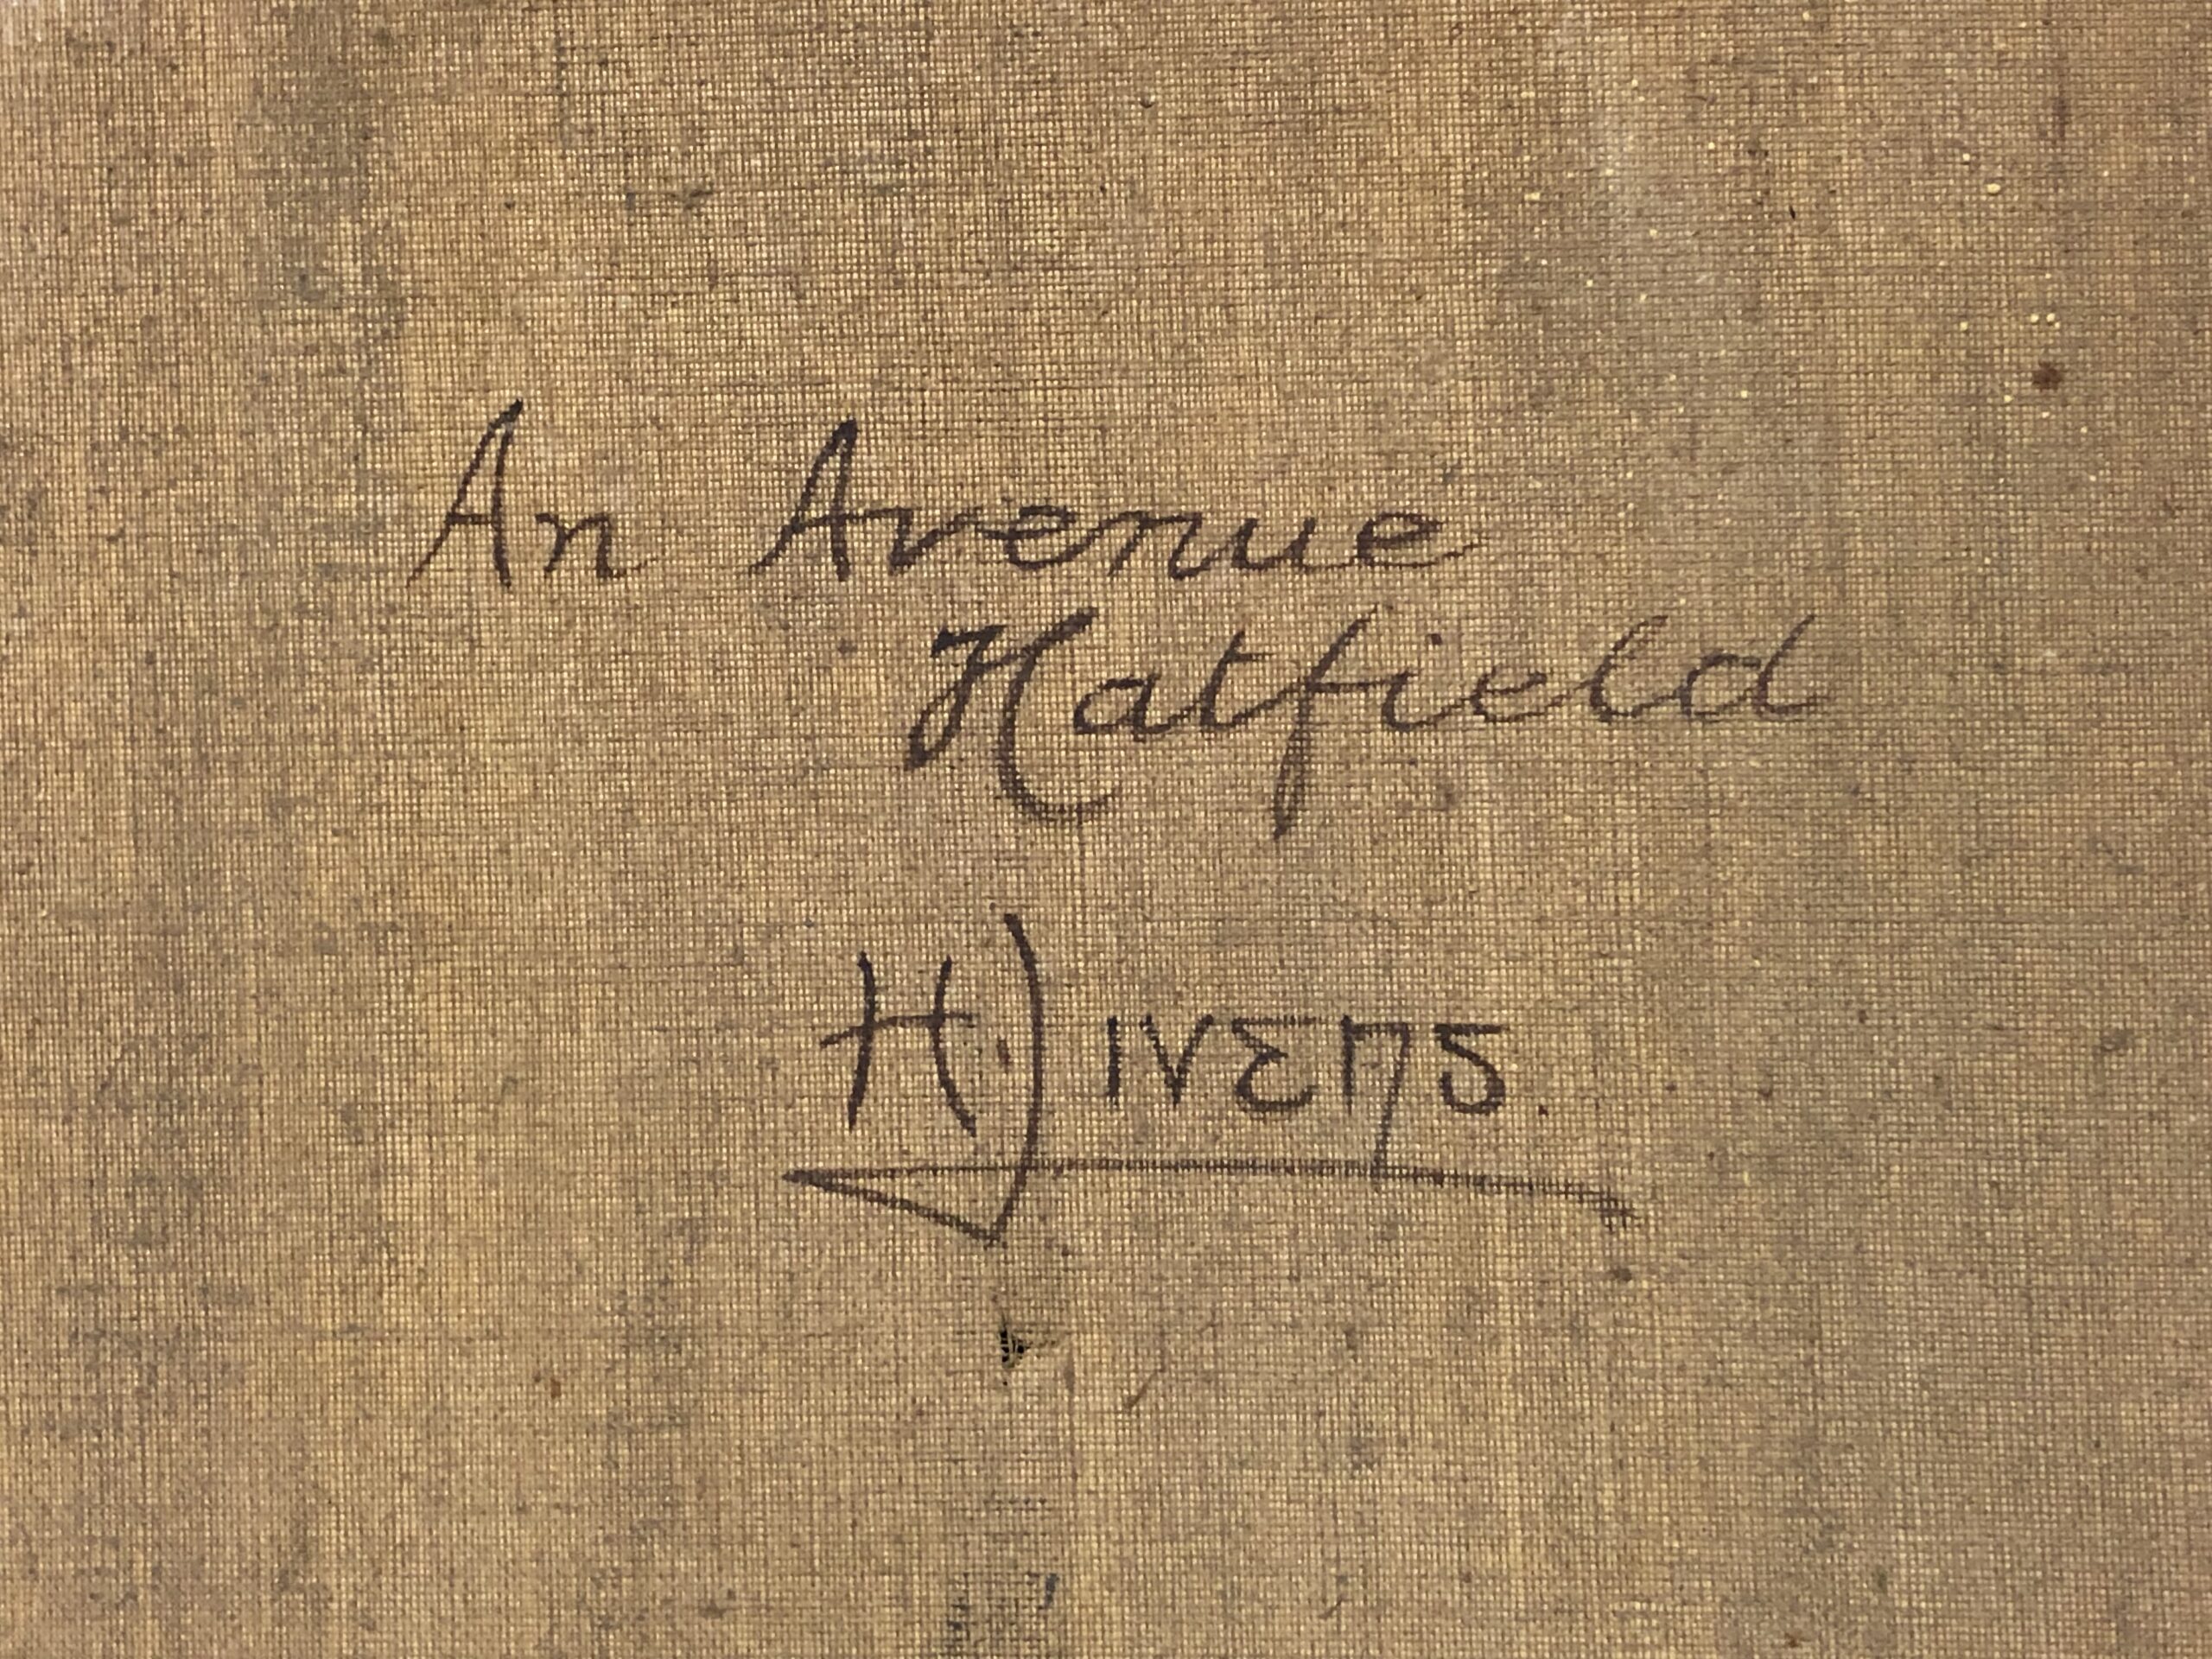 An Avenue
Hatfield
H. J IVENS.